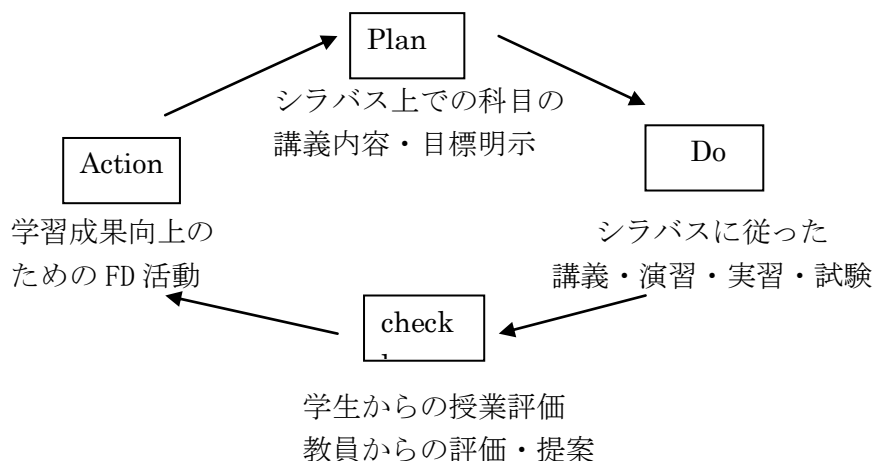 Plan
シラバス上での科目の
講義内容・目標明示
Action
Do
学習成果向上の
ための FD 活動
シラバスに従った
講義・演習・実習・試験
check
学生からの授業評価
教員からの評価・提案